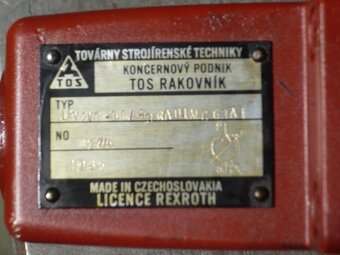 TOVÁRNY STROJÍRENSKÉ TECHNIKY
KONCERNOVÝ PODNIK
TOS RAKOVNÍK
TOS
TYP
NO
MADE IN CZECHOSLOVAKIA
LICENCE REXROTH